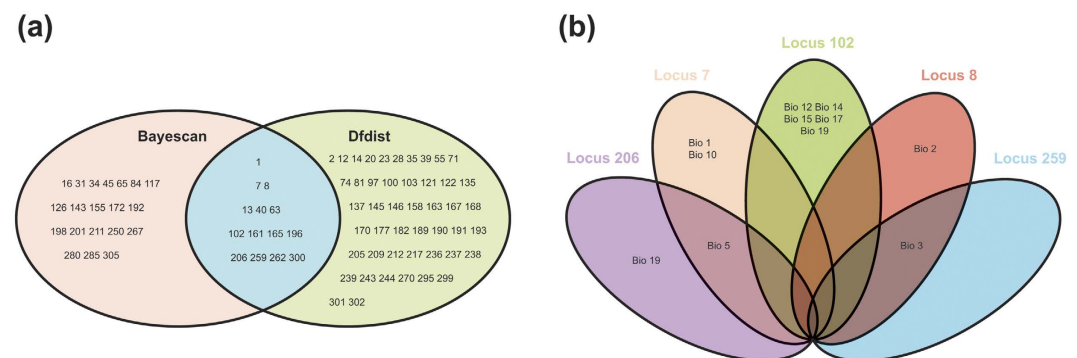 (a)
Bayescan
16 31 34 45 65 84 117
126 143 155 172 192
198 201 211 250 267
280 285 305
1
7 8
13 40 63
102 161 165 196
206 259 262 300
Dfdist
2 12 14 20 23 28 35 39 55 71
74 81 97 100 103 121 122 135
137 145 146 158 163 167 168
170 177 182 189 190 191 193
205 209 212 217 236 237 238
239 243 244 270 295 299
301 302
(b)
Locus 206
Bio 19
Bio 5
Locus 7
Bio 1
Bio 10
Locus 102
Bio 12 Bio 14
Bio 15 Bio 17
Bio 19
Locus 8
Bio 2
Bio 3
Locus 259